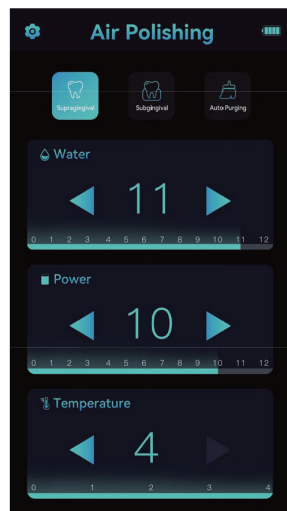 Air Polishing
Supragingival Subgingival Auto Purging
Water
11
0 1 2 3 4 5 6 7 8 9 10 11 12
Power
10
0 1 2 3 4 5 6 7 8 9 10 11 12
Temperature
4
0 1 2 3 4